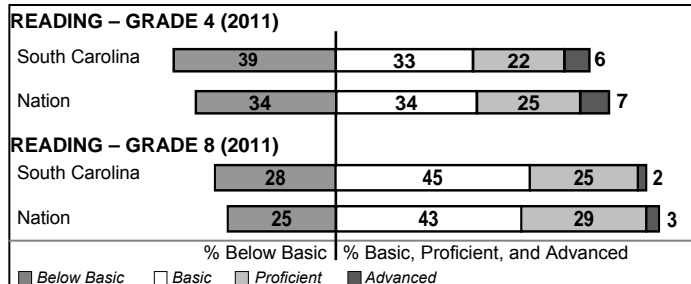 READING – GRADE 4 (2011)
South Carolina 39 33 22 6
Nation 34 34 25 7
READING – GRADE 8 (2011)
South Carolina 28 45 25 2
Nation 25 43 29 3
% Below Basic % Basic, Proficient, and Advanced
Below Basic Basic Proficient Advanced